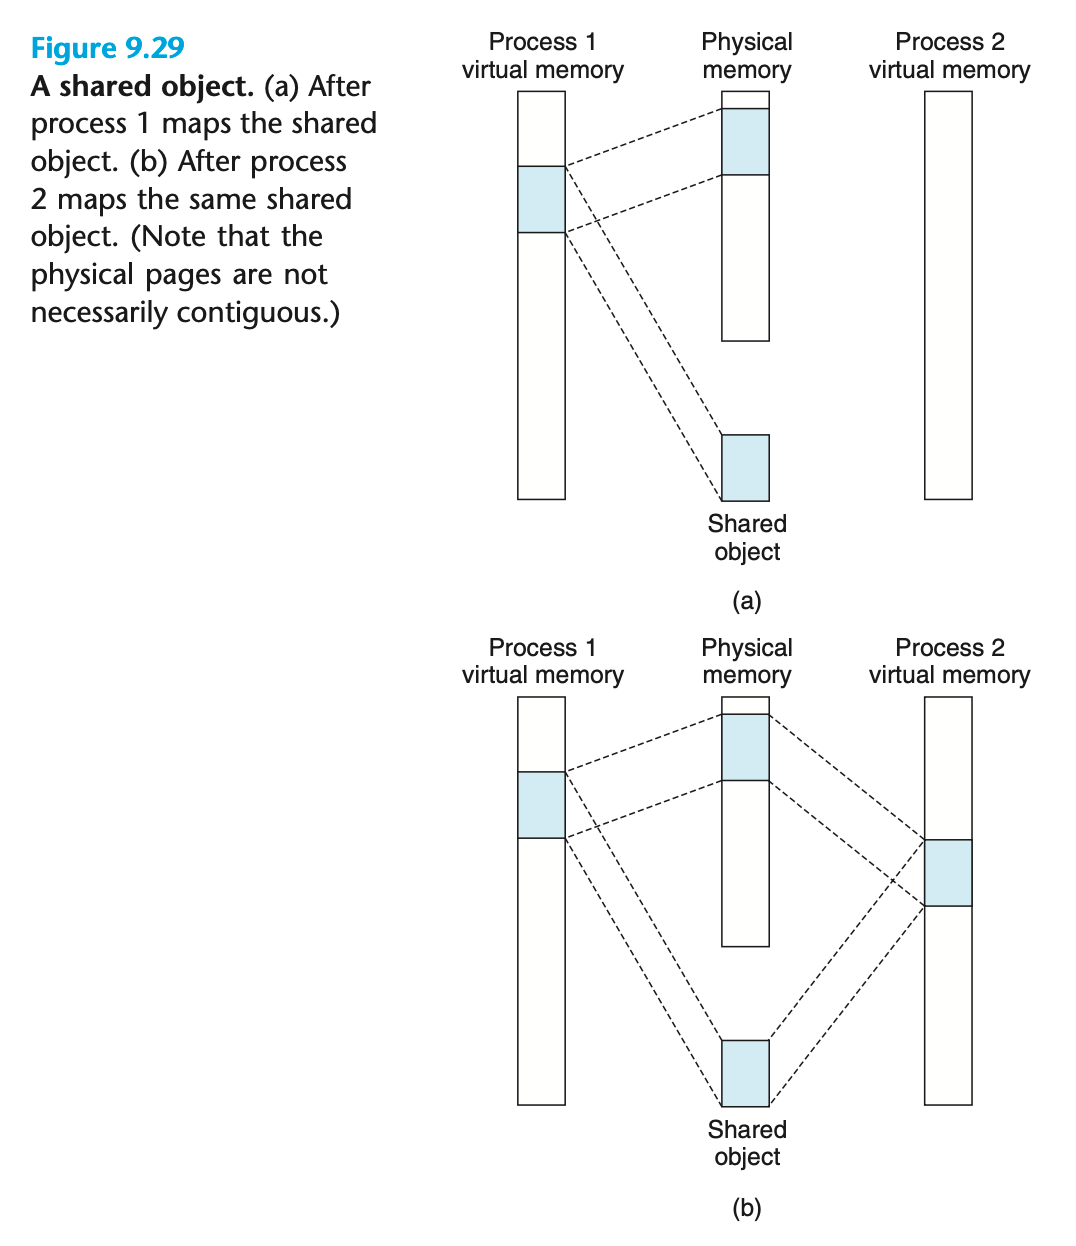 Figure 9.29
A shared object. (a) After
process 1 maps the shared
object. (b) After process
2 maps the same shared
object. (Note that the
physical pages are not
necessarily contiguous.)
Process 1
virtual memory
Physical
memory
Process 2
virtual memory
Shared
object
(a)
Process 1
virtual memory
Physical
memory
Process 2
virtual memory
Shared
object
(b)